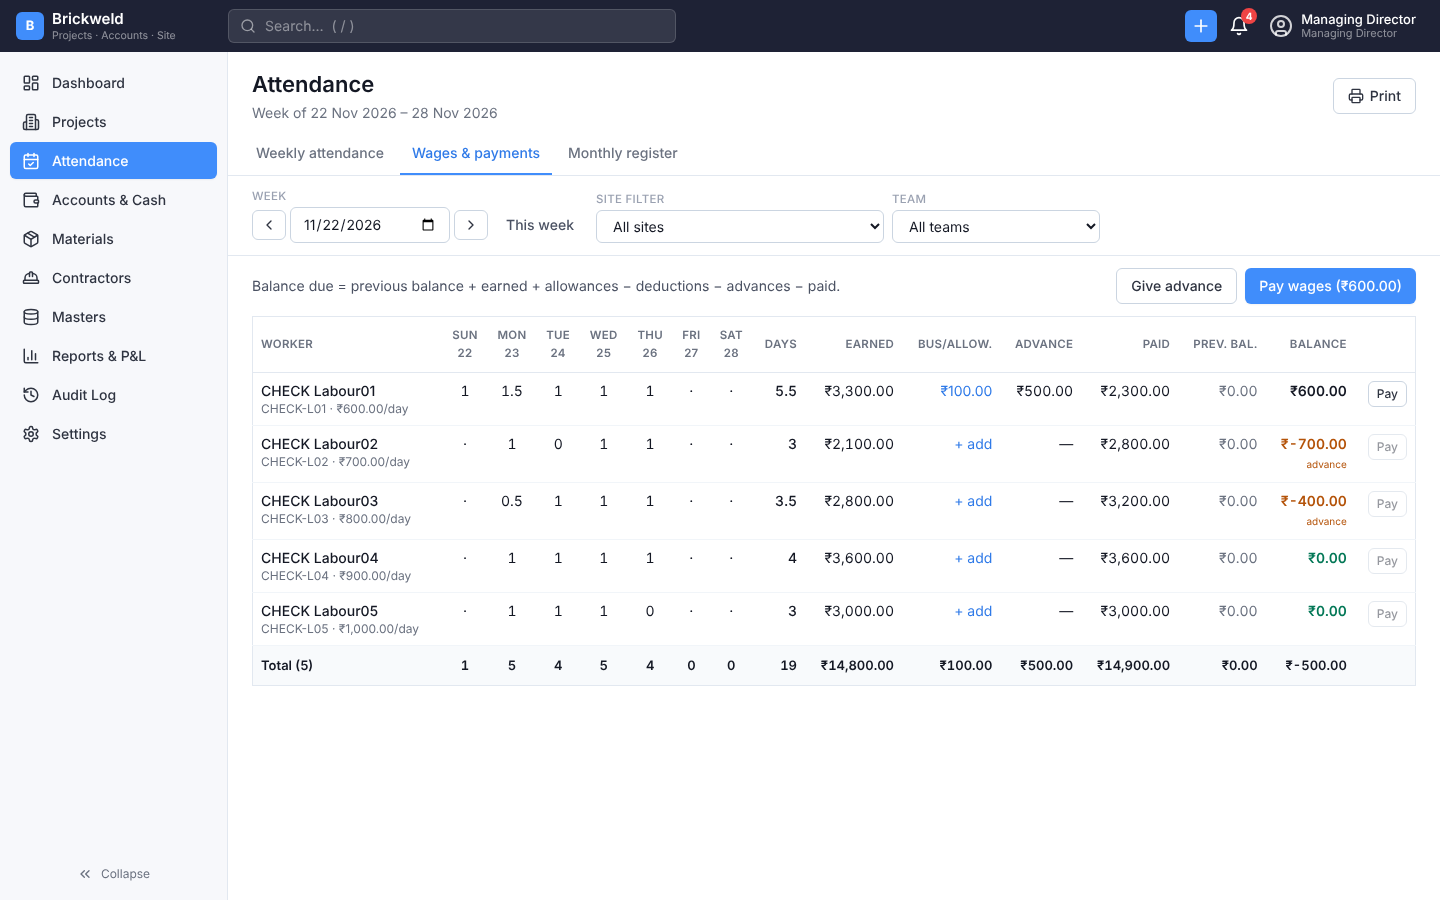 B
Brickweld
Projects · Accounts · Site
Search... ( / )
4
Managing Director
Managing Director
Dashboard
Projects
Attendance
Accounts & Cash
Materials
Contractors
Masters
Reports & P&L
Audit Log
Settings
Collapse
Attendance
Week of 22 Nov 2026 – 28 Nov 2026
Print
Weekly attendance Wages & payments Monthly register
WEEK SITE FILTER TEAM
11/22/2026 This week All sites All teams
Balance due = previous balance + earned + allowances − deductions − advances − paid.
Give advance Pay wages (₹600.00)
WORKER SUN 22 MON 23 TUE 24 WED 25 THU 26 FRI 27 SAT 28 DAYS EARNED BUS/ALLOW. ADVANCE PAID PREV. BAL. BALANCE
CHECK Labour01 1 1.5 1 1 1 · · 5.5 ₹3,300.00 ₹100.00 ₹500.00 ₹2,300.00 ₹0.00 ₹600.00 Pay
CHECK-L01 · ₹600.00/day
CHECK Labour02 · 1 0 1 1 · · 3 ₹2,100.00 + add — ₹2,800.00 ₹0.00 ₹-700.00 Pay
CHECK-L02 · ₹700.00/day advance
CHECK Labour03 · 0.5 1 1 1 · · 3.5 ₹2,800.00 + add — ₹3,200.00 ₹0.00 ₹-400.00 Pay
CHECK-L03 · ₹800.00/day advance
CHECK Labour04 · 1 1 1 1 · · 4 ₹3,600.00 + add — ₹3,600.00 ₹0.00 ₹0.00 Pay
CHECK-L04 · ₹900.00/day
CHECK Labour05 · 1 1 1 0 · · 3 ₹3,000.00 + add — ₹3,000.00 ₹0.00 ₹0.00 Pay
CHECK-L05 · ₹1,000.00/day
Total (5) 1 5 4 5 4 0 0 19 ₹14,800.00 ₹100.00 ₹500.00 ₹14,900.00 ₹0.00 ₹-500.00